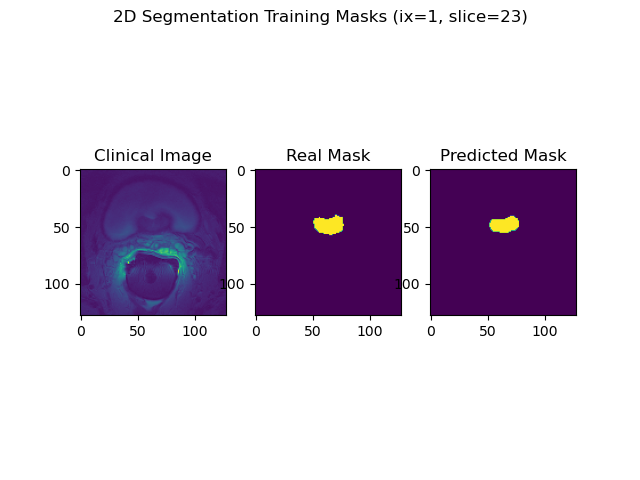 2D Segmentation Training Masks (ix=1, slice=23)
Clinical Image Real Mask Predicted Mask
0 0 0
50 50 50
100 100 100
0 50 100 0 50 100 0 50 100